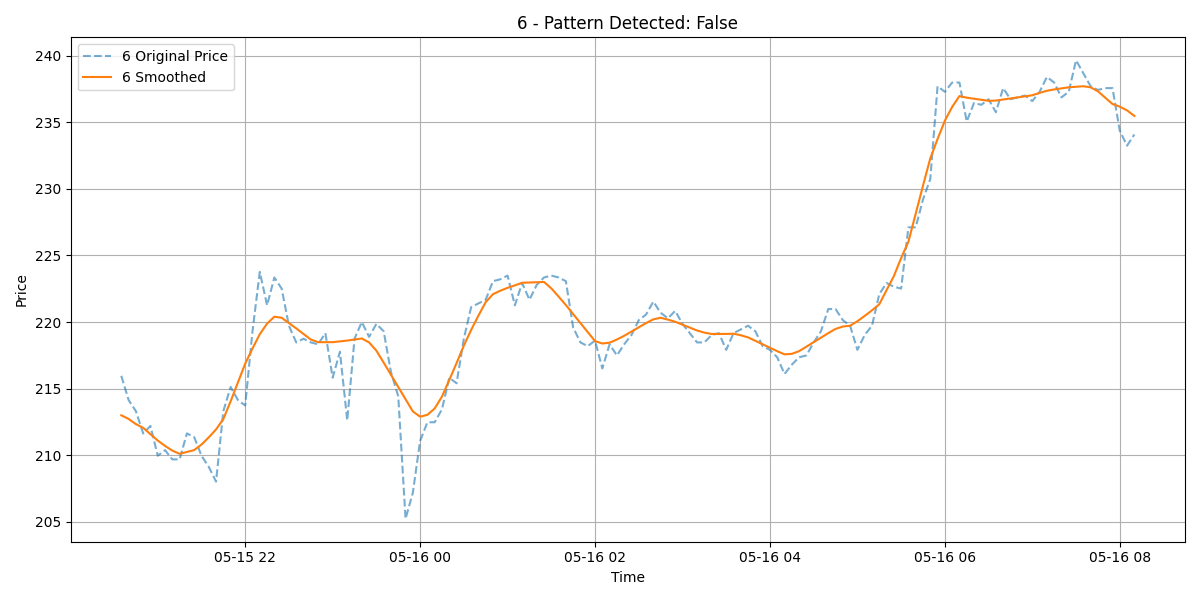 6 - Pattern Detected: False
6 Original Price
6 Smoothed
240
235
230
225
220
215
210
205
Price
05-15 22
05-16 00
05-16 02
05-16 04
05-16 06
05-16 08
Time